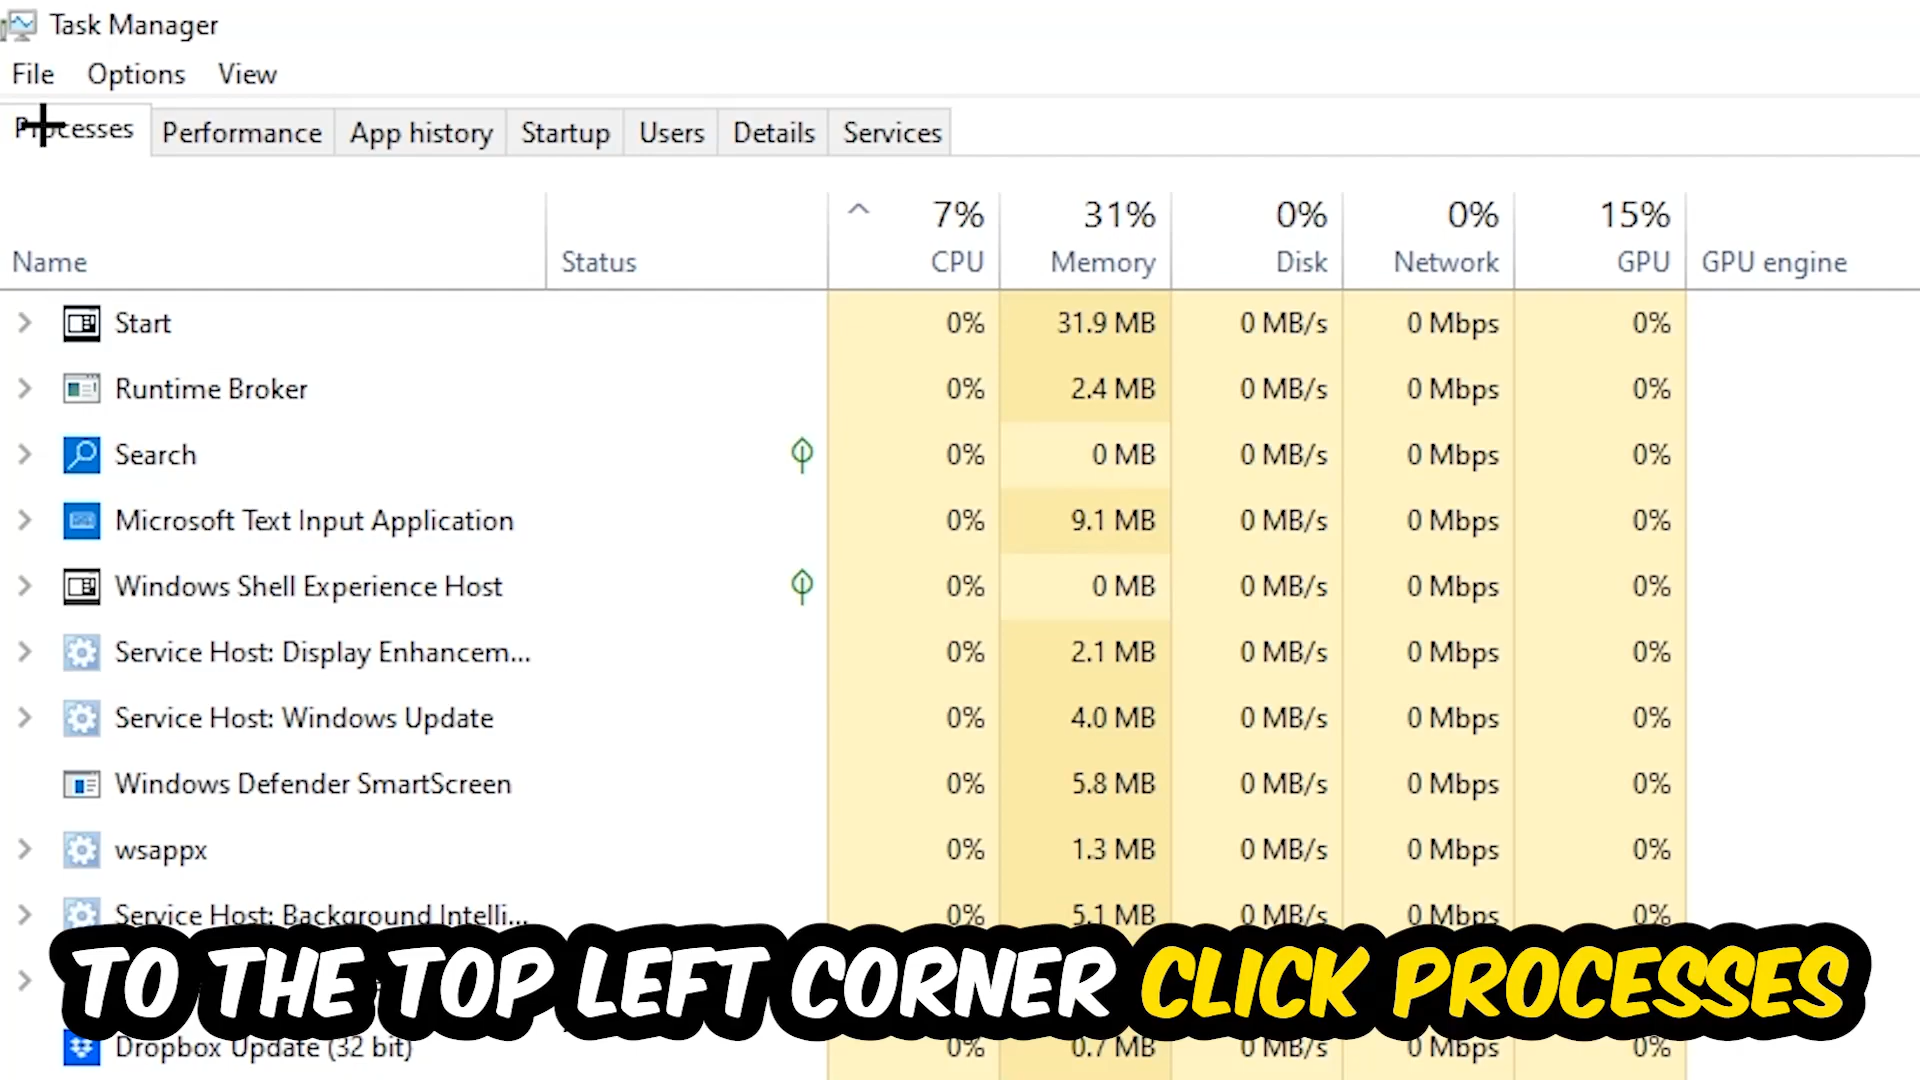 Task Manager
File Options View
Processes Performance App history Startup Users Details Services
7% 31% 0% 0% 15%
Name Status CPU Memory Disk Network GPU GPU engine
Start 0% 31.9 MB 0 MB/s 0 Mbps 0%
Runtime Broker 0% 2.4 MB 0 MB/s 0 Mbps 0%
Search 0% 0 MB 0 MB/s 0 Mbps 0%
Microsoft Text Input Application 0% 9.1 MB 0 MB/s 0 Mbps 0%
Windows Shell Experience Host 0% 0 MB 0 MB/s 0 Mbps 0%
Service Host: Display Enhancem... 0% 2.1 MB 0 MB/s 0 Mbps 0%
Service Host: Windows Update 0% 4.0 MB 0 MB/s 0 Mbps 0%
Windows Defender SmartScreen 0% 5.8 MB 0 MB/s 0 Mbps 0%
wsappx 0% 1.3 MB 0 MB/s 0 Mbps 0%
Service Host: Background Intelli... 0% 5.1 MB 0 MB/s 0 Mbps 0%
TO THE TOP LEFT CORNER CLICK PROCESSES
Dropbox Update (32 bit) 0% 0.7 MB 0 MB/s 0 Mbps 0%